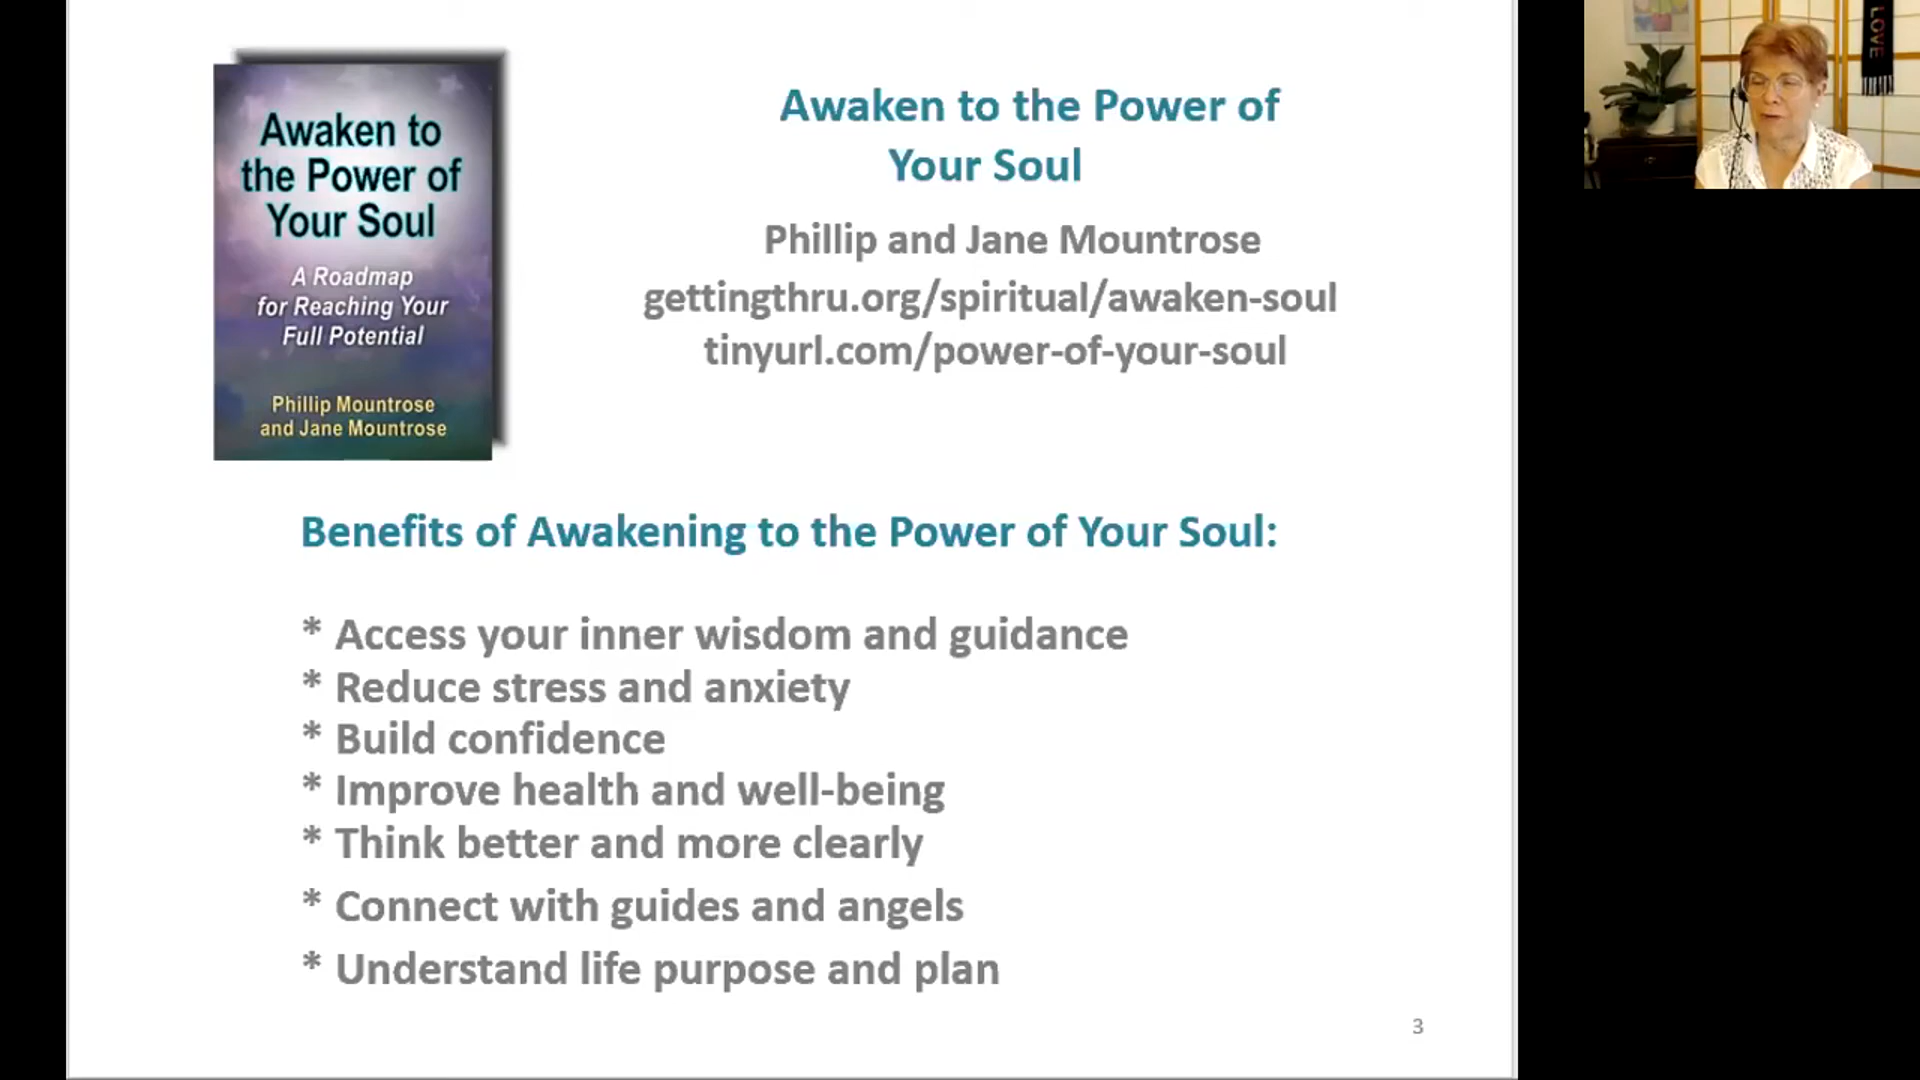 Awaken to
the Power of
Your Soul
A Roadmap
for Reaching Your
Full Potential
Phillip Mountrose
and Jane Mountrose
Awaken to the Power of
Your Soul
Phillip and Jane Mountrose
gettingthru.org/spiritual/awaken-soul
tinyurl.com/power-of-your-soul
Benefits of Awakening to the Power of Your Soul:
* Access your inner wisdom and guidance
* Reduce stress and anxiety
* Build confidence
* Improve health and well-being
* Think better and more clearly
* Connect with guides and angels
* Understand life purpose and plan
3
LOVE